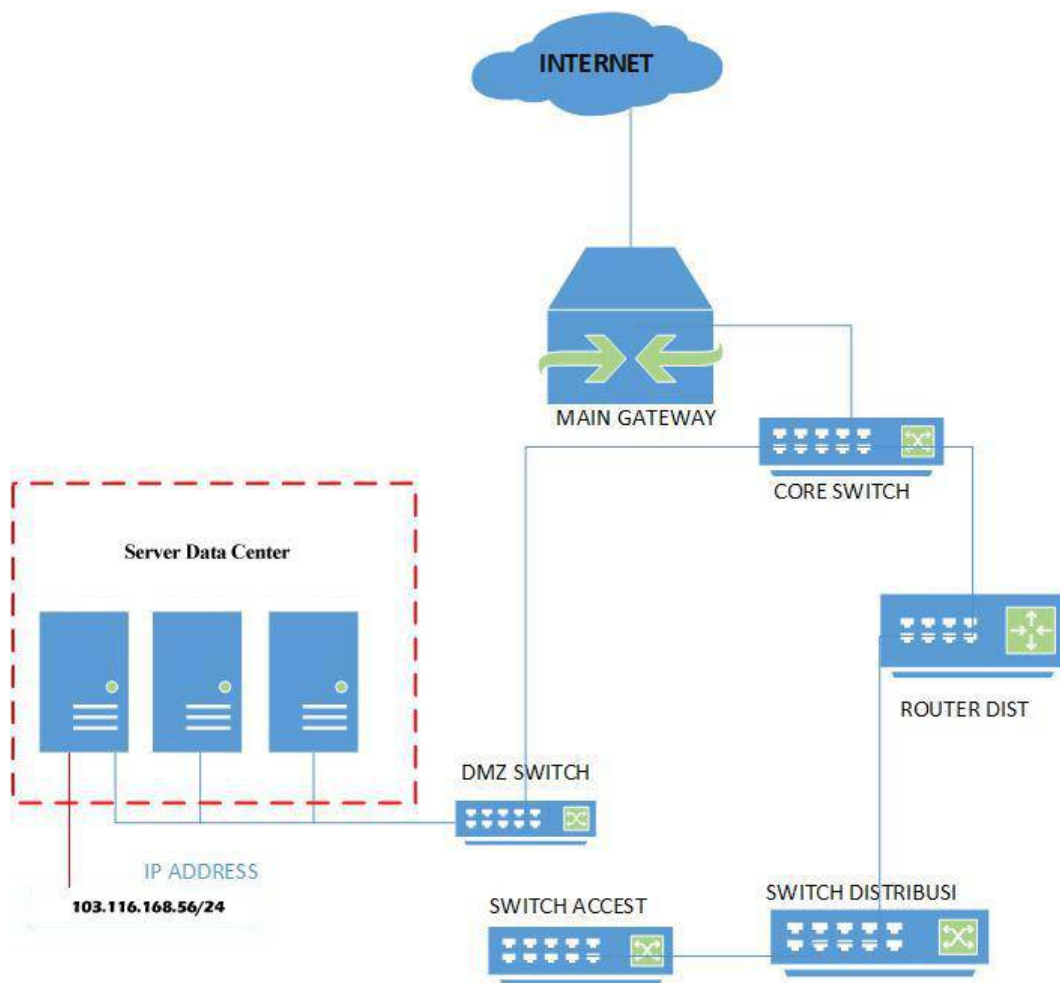 INTERNET
MAIN GATEWAY
CORE SWITCH
Server Data Center
ROUTER DIST
DMZ SWITCH
IP ADDRESS
103.116.168.56/24
SWITCH ACCEST
SWITCH DISTRIBUSI